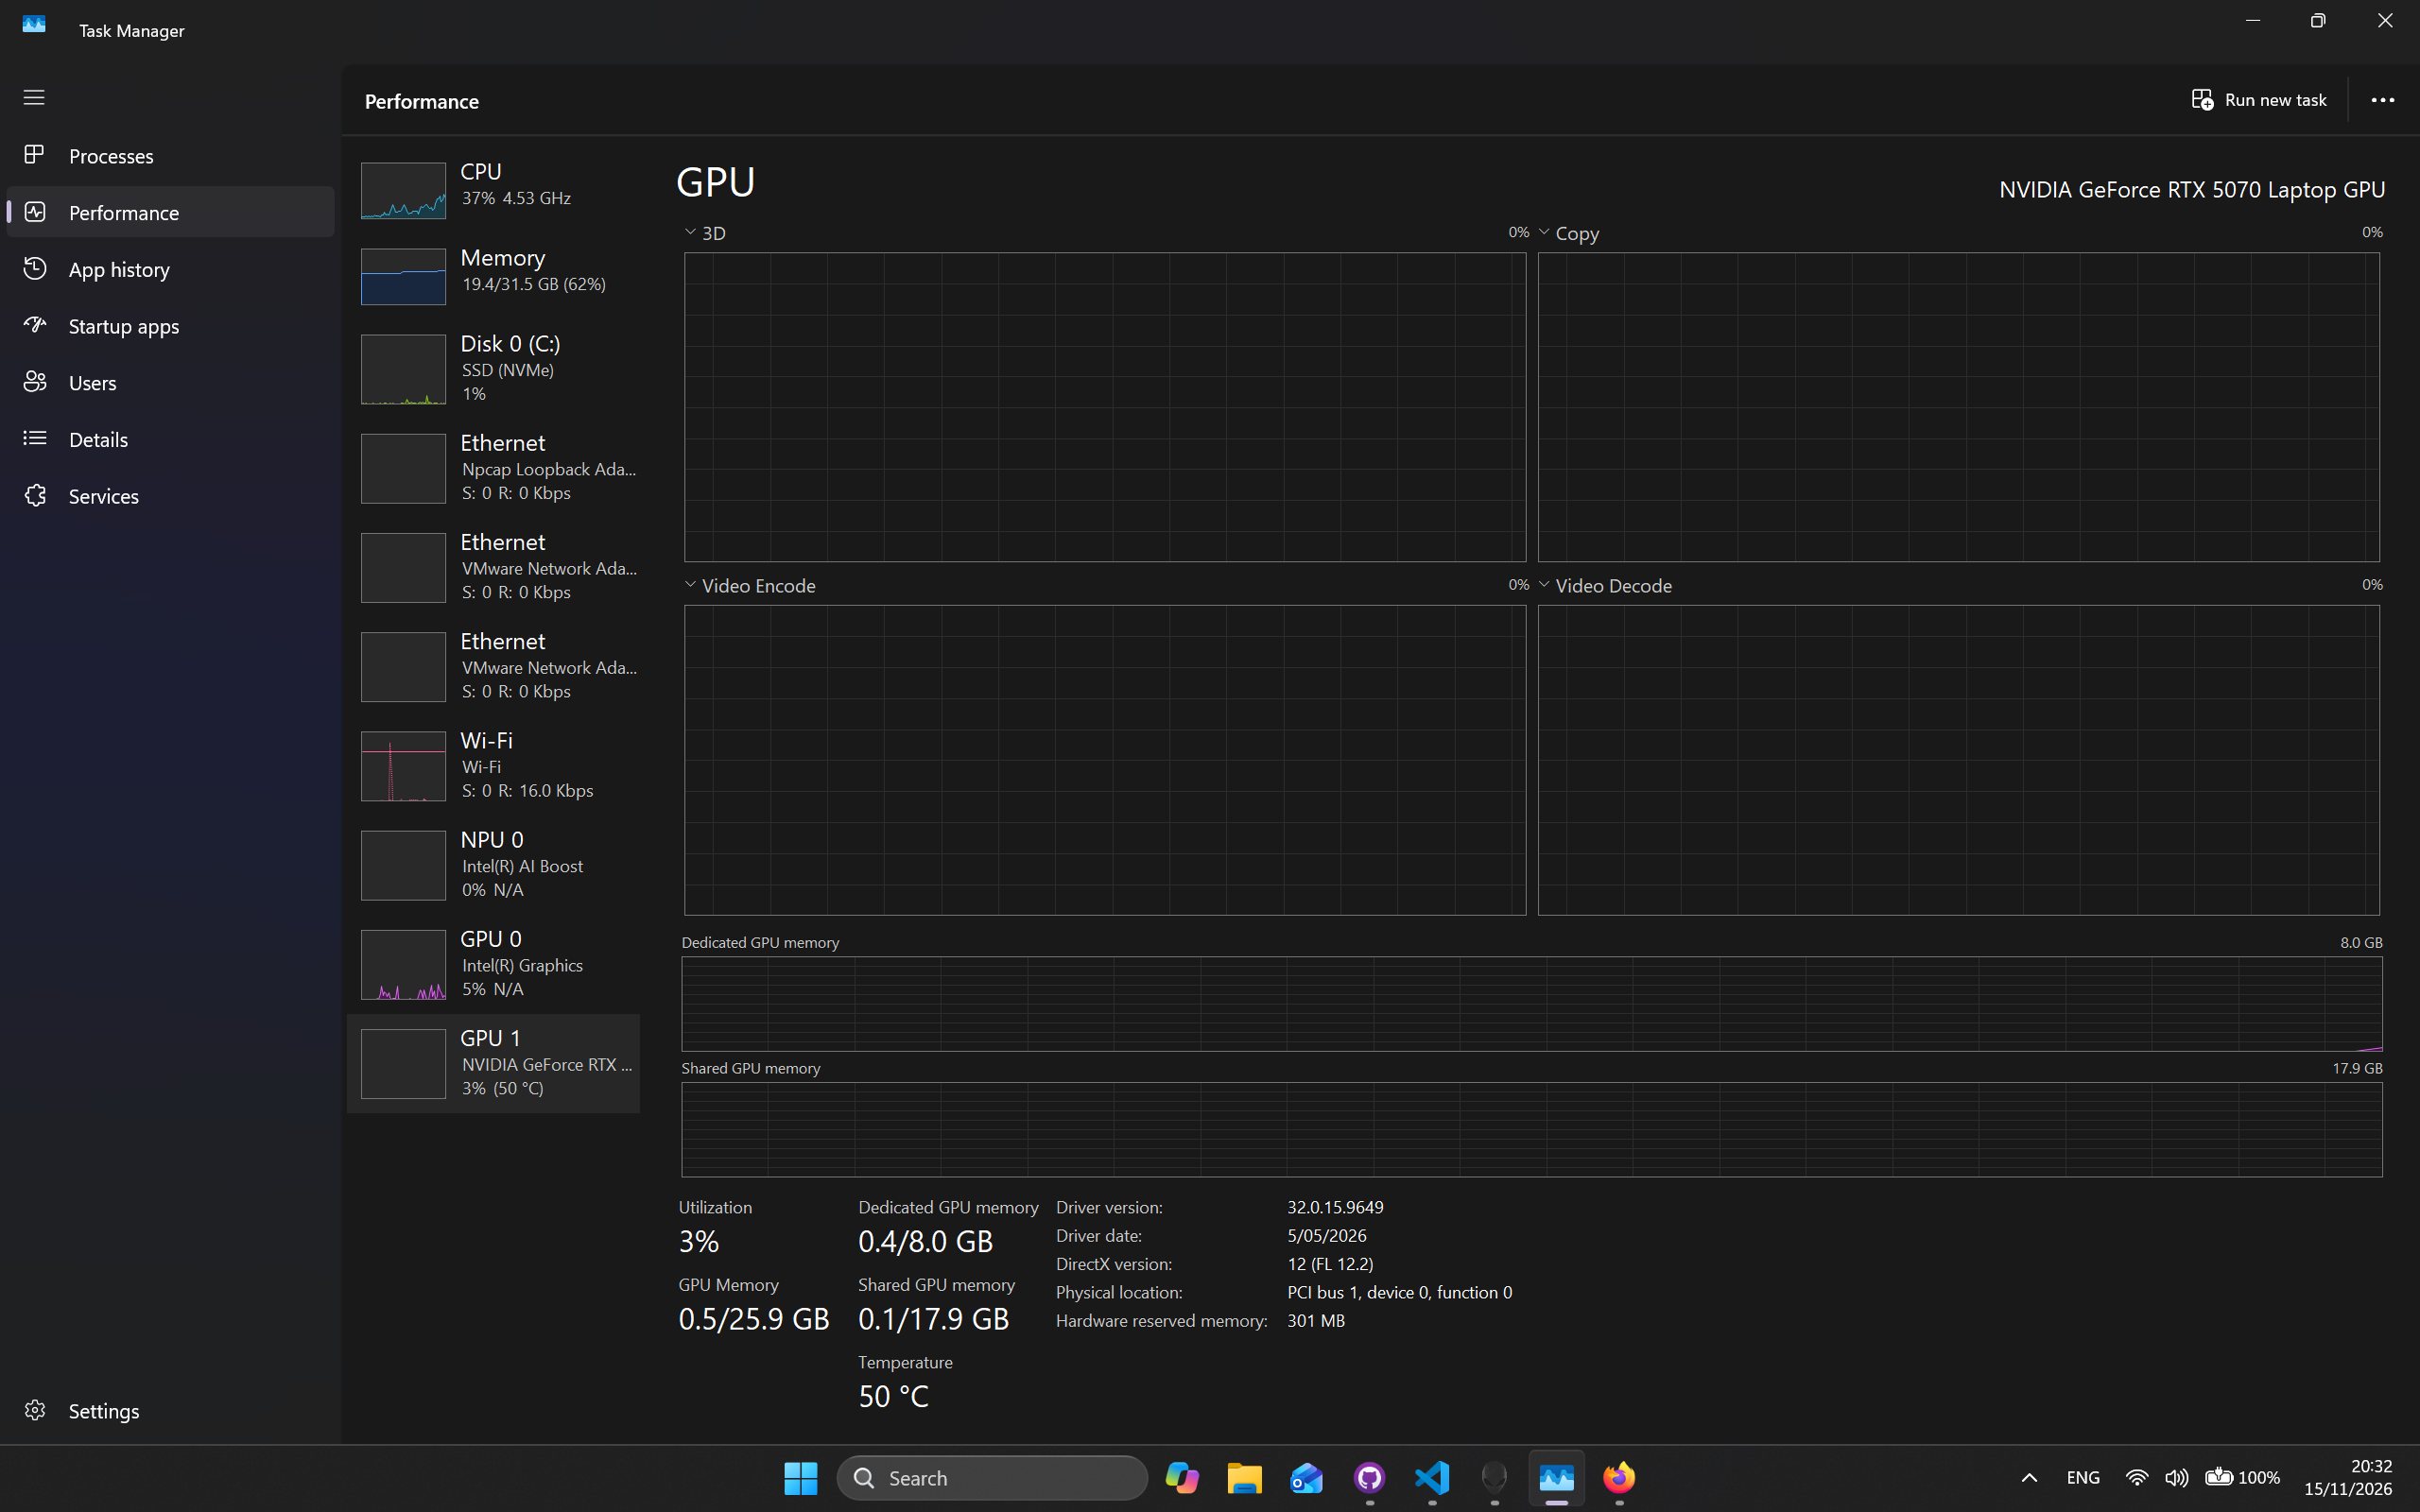 Task Manager
Performance
Run new task
Processes
Performance
App history
Startup apps
Users
Details
Services
Settings
CPU
37% 4.53 GHz
Memory
19.4/31.5 GB (62%)
Disk 0 (C:)
SSD (NVMe)
1%
Ethernet
Npcap Loopback Ada...
S: 0 R: 0 Kbps
Ethernet
VMware Network Ada...
S: 0 R: 0 Kbps
Ethernet
VMware Network Ada...
S: 0 R: 0 Kbps
Wi-Fi
Wi-Fi
S: 0 R: 16.0 Kbps
NPU 0
Intel(R) AI Boost
0% N/A
GPU 0
Intel(R) Graphics
5% N/A
GPU 1
NVIDIA GeForce RTX ...
3% (50 °C)
GPU
NVIDIA GeForce RTX 5070 Laptop GPU
3D 0%
Copy 0%
Video Encode 0%
Video Decode 0%
Dedicated GPU memory 8.0 GB
Shared GPU memory 17.9 GB
Utilization
3%
GPU Memory
0.5/25.9 GB
Dedicated GPU memory
0.4/8.0 GB
Shared GPU memory
0.1/17.9 GB
Temperature
50 °C
Driver version: 32.0.15.9649
Driver date: 5/05/2026
DirectX version: 12 (FL 12.2)
Physical location: PCI bus 1, device 0, function 0
Hardware reserved memory: 301 MB
Search
ENG
100%
20:32
15/11/2026